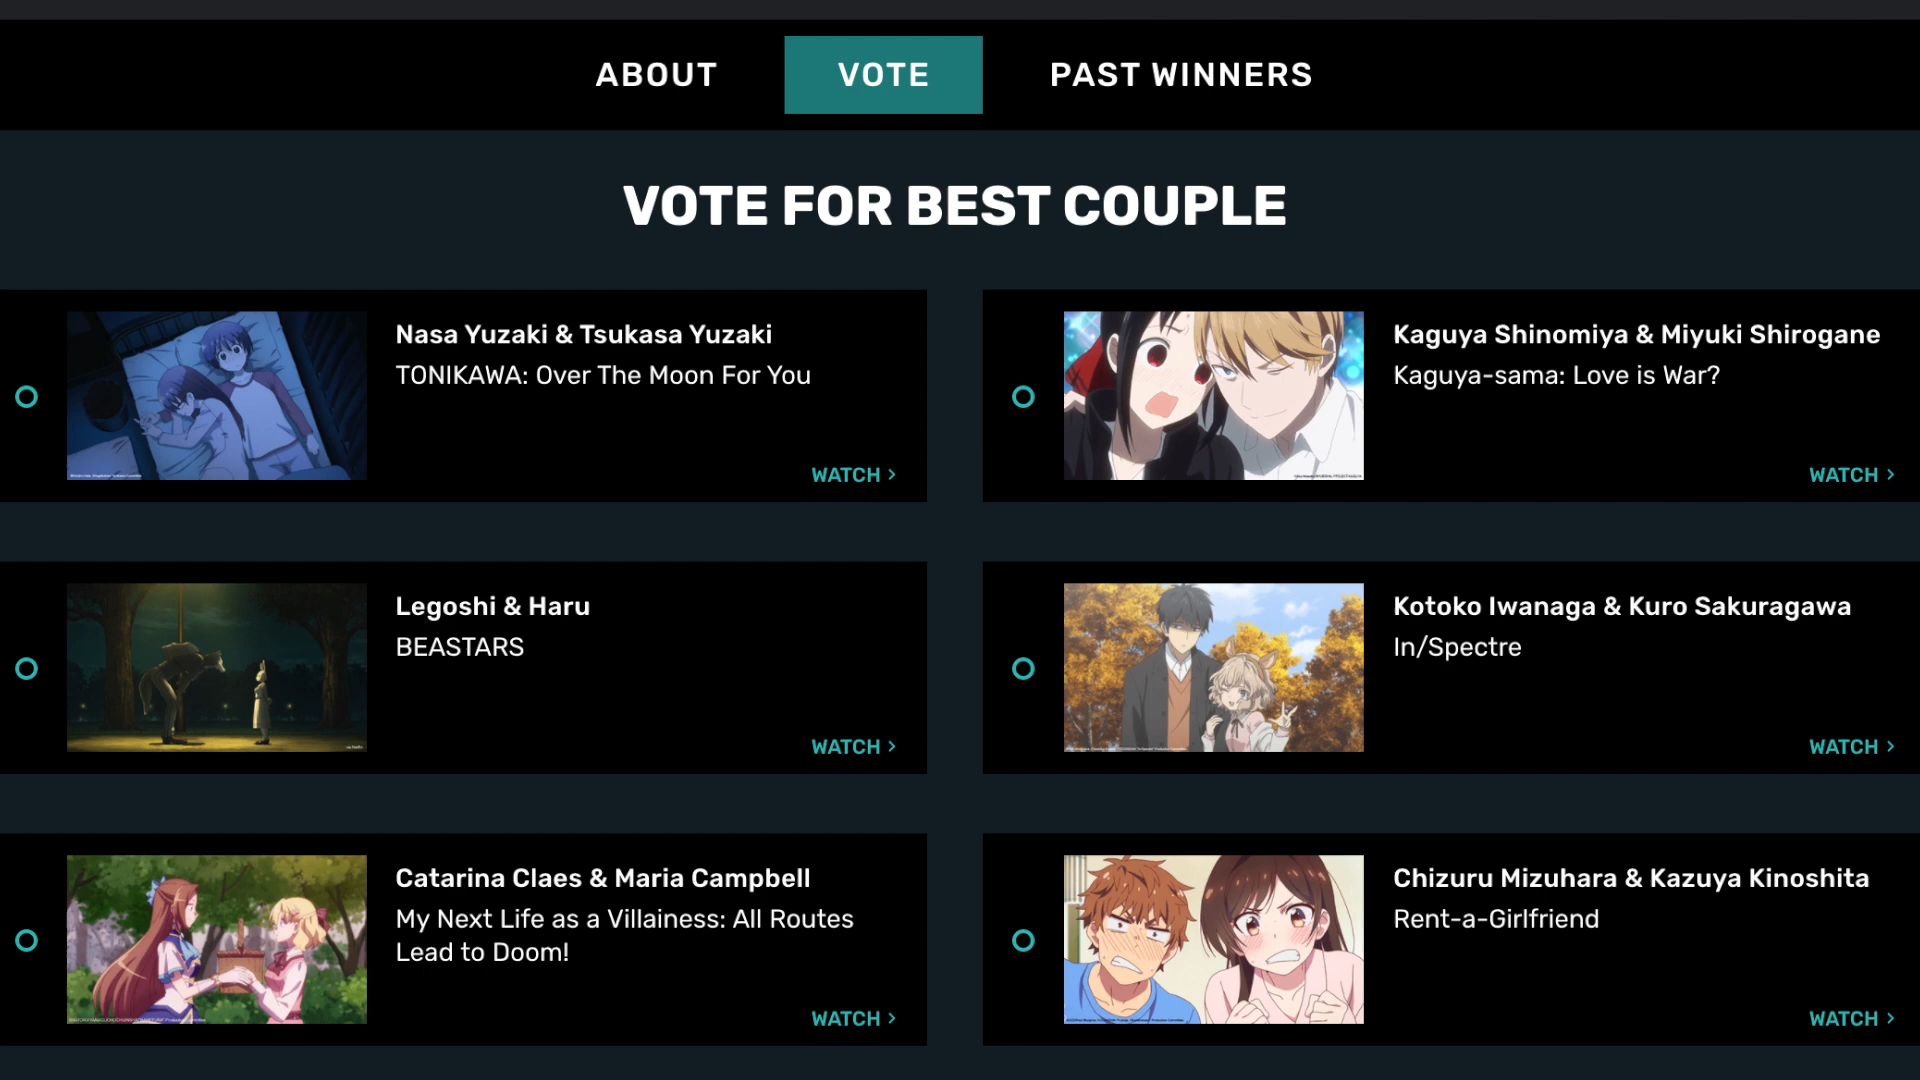 ABOUT
VOTE
PAST WINNERS
VOTE FOR BEST COUPLE
Nasa Yuzaki & Tsukasa Yuzaki
TONIKAWA: Over The Moon For You
WATCH >
Kaguya Shinomiya & Miyuki Shirogane
Kaguya-sama: Love is War?
WATCH >
Legoshi & Haru
BEASTARS
WATCH >
Kotoko Iwanaga & Kuro Sakuragawa
In/Spectre
WATCH >
Catarina Claes & Maria Campbell
My Next Life as a Villainess: All Routes
Lead to Doom!
WATCH >
Chizuru Mizuhara & Kazuya Kinoshita
Rent-a-Girlfriend
WATCH >